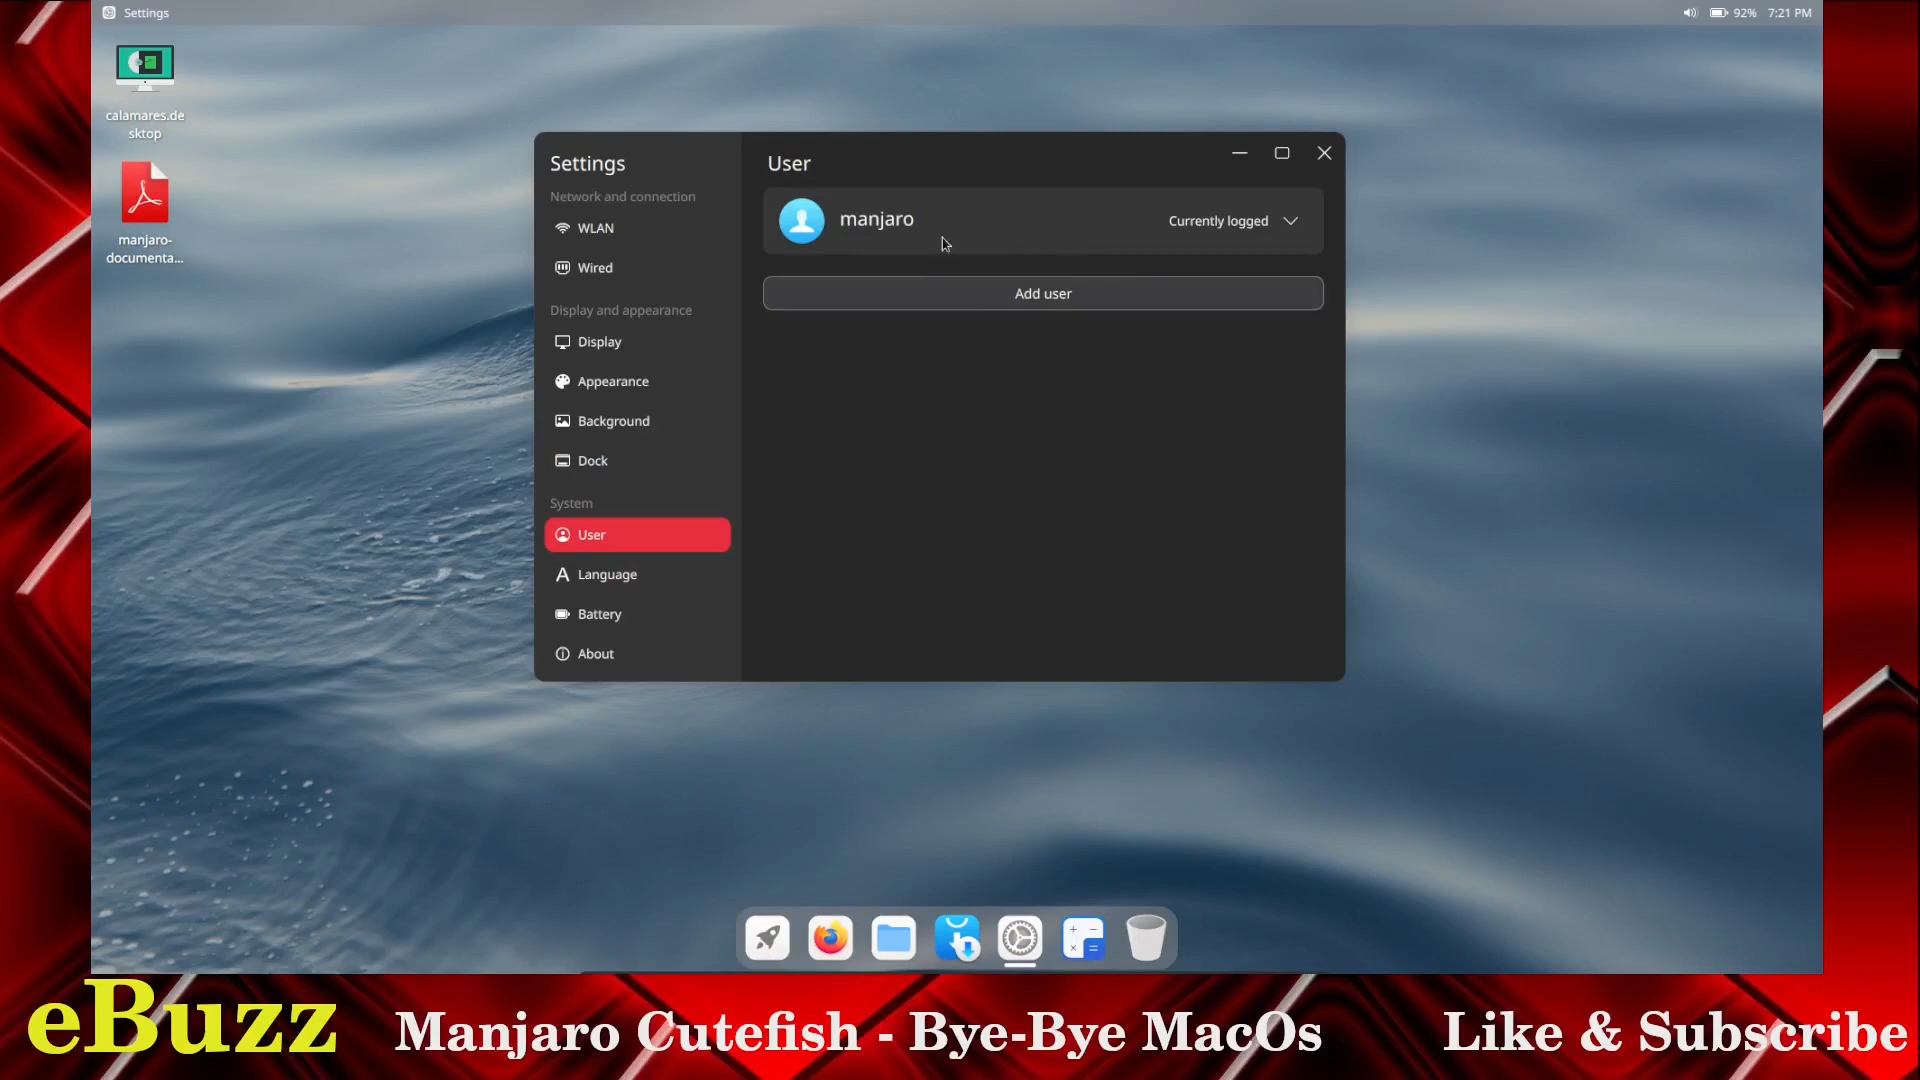 Settings
92% 7:21 PM
calamares.de
sktop
manjaro-
documenta...
Settings
Network and connection
WLAN
Wired
Display and appearance
Display
Appearance
Background
Dock
System
User
Language
Battery
About
User
manjaro
Currently logged
Add user
eBuzz
Manjaro Cutefish - Bye-Bye MacOs
Like & Subscribe